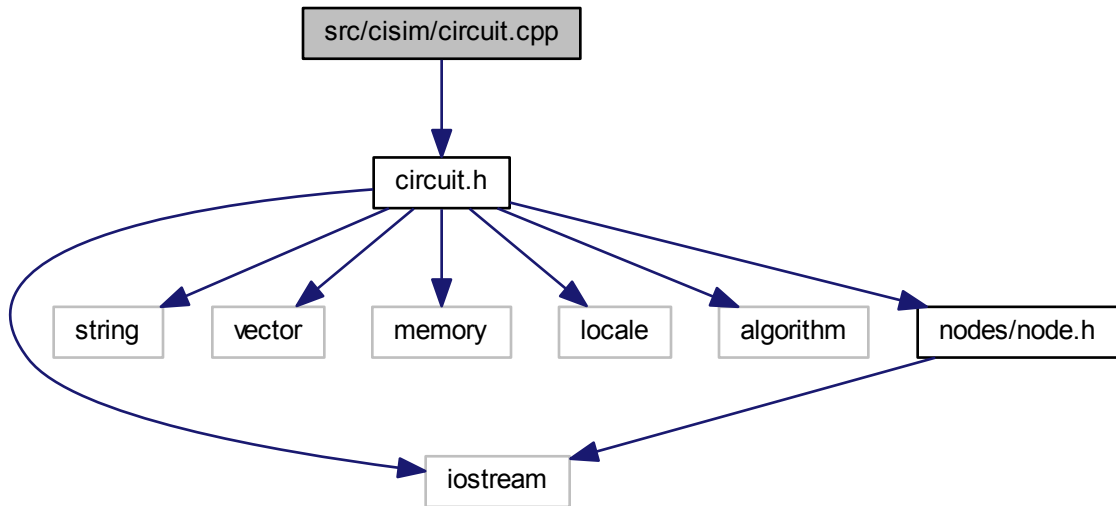 src/cisim/circuit.cpp
circuit.h
string
vector
memory
locale
algorithm
nodes/node.h
iostream